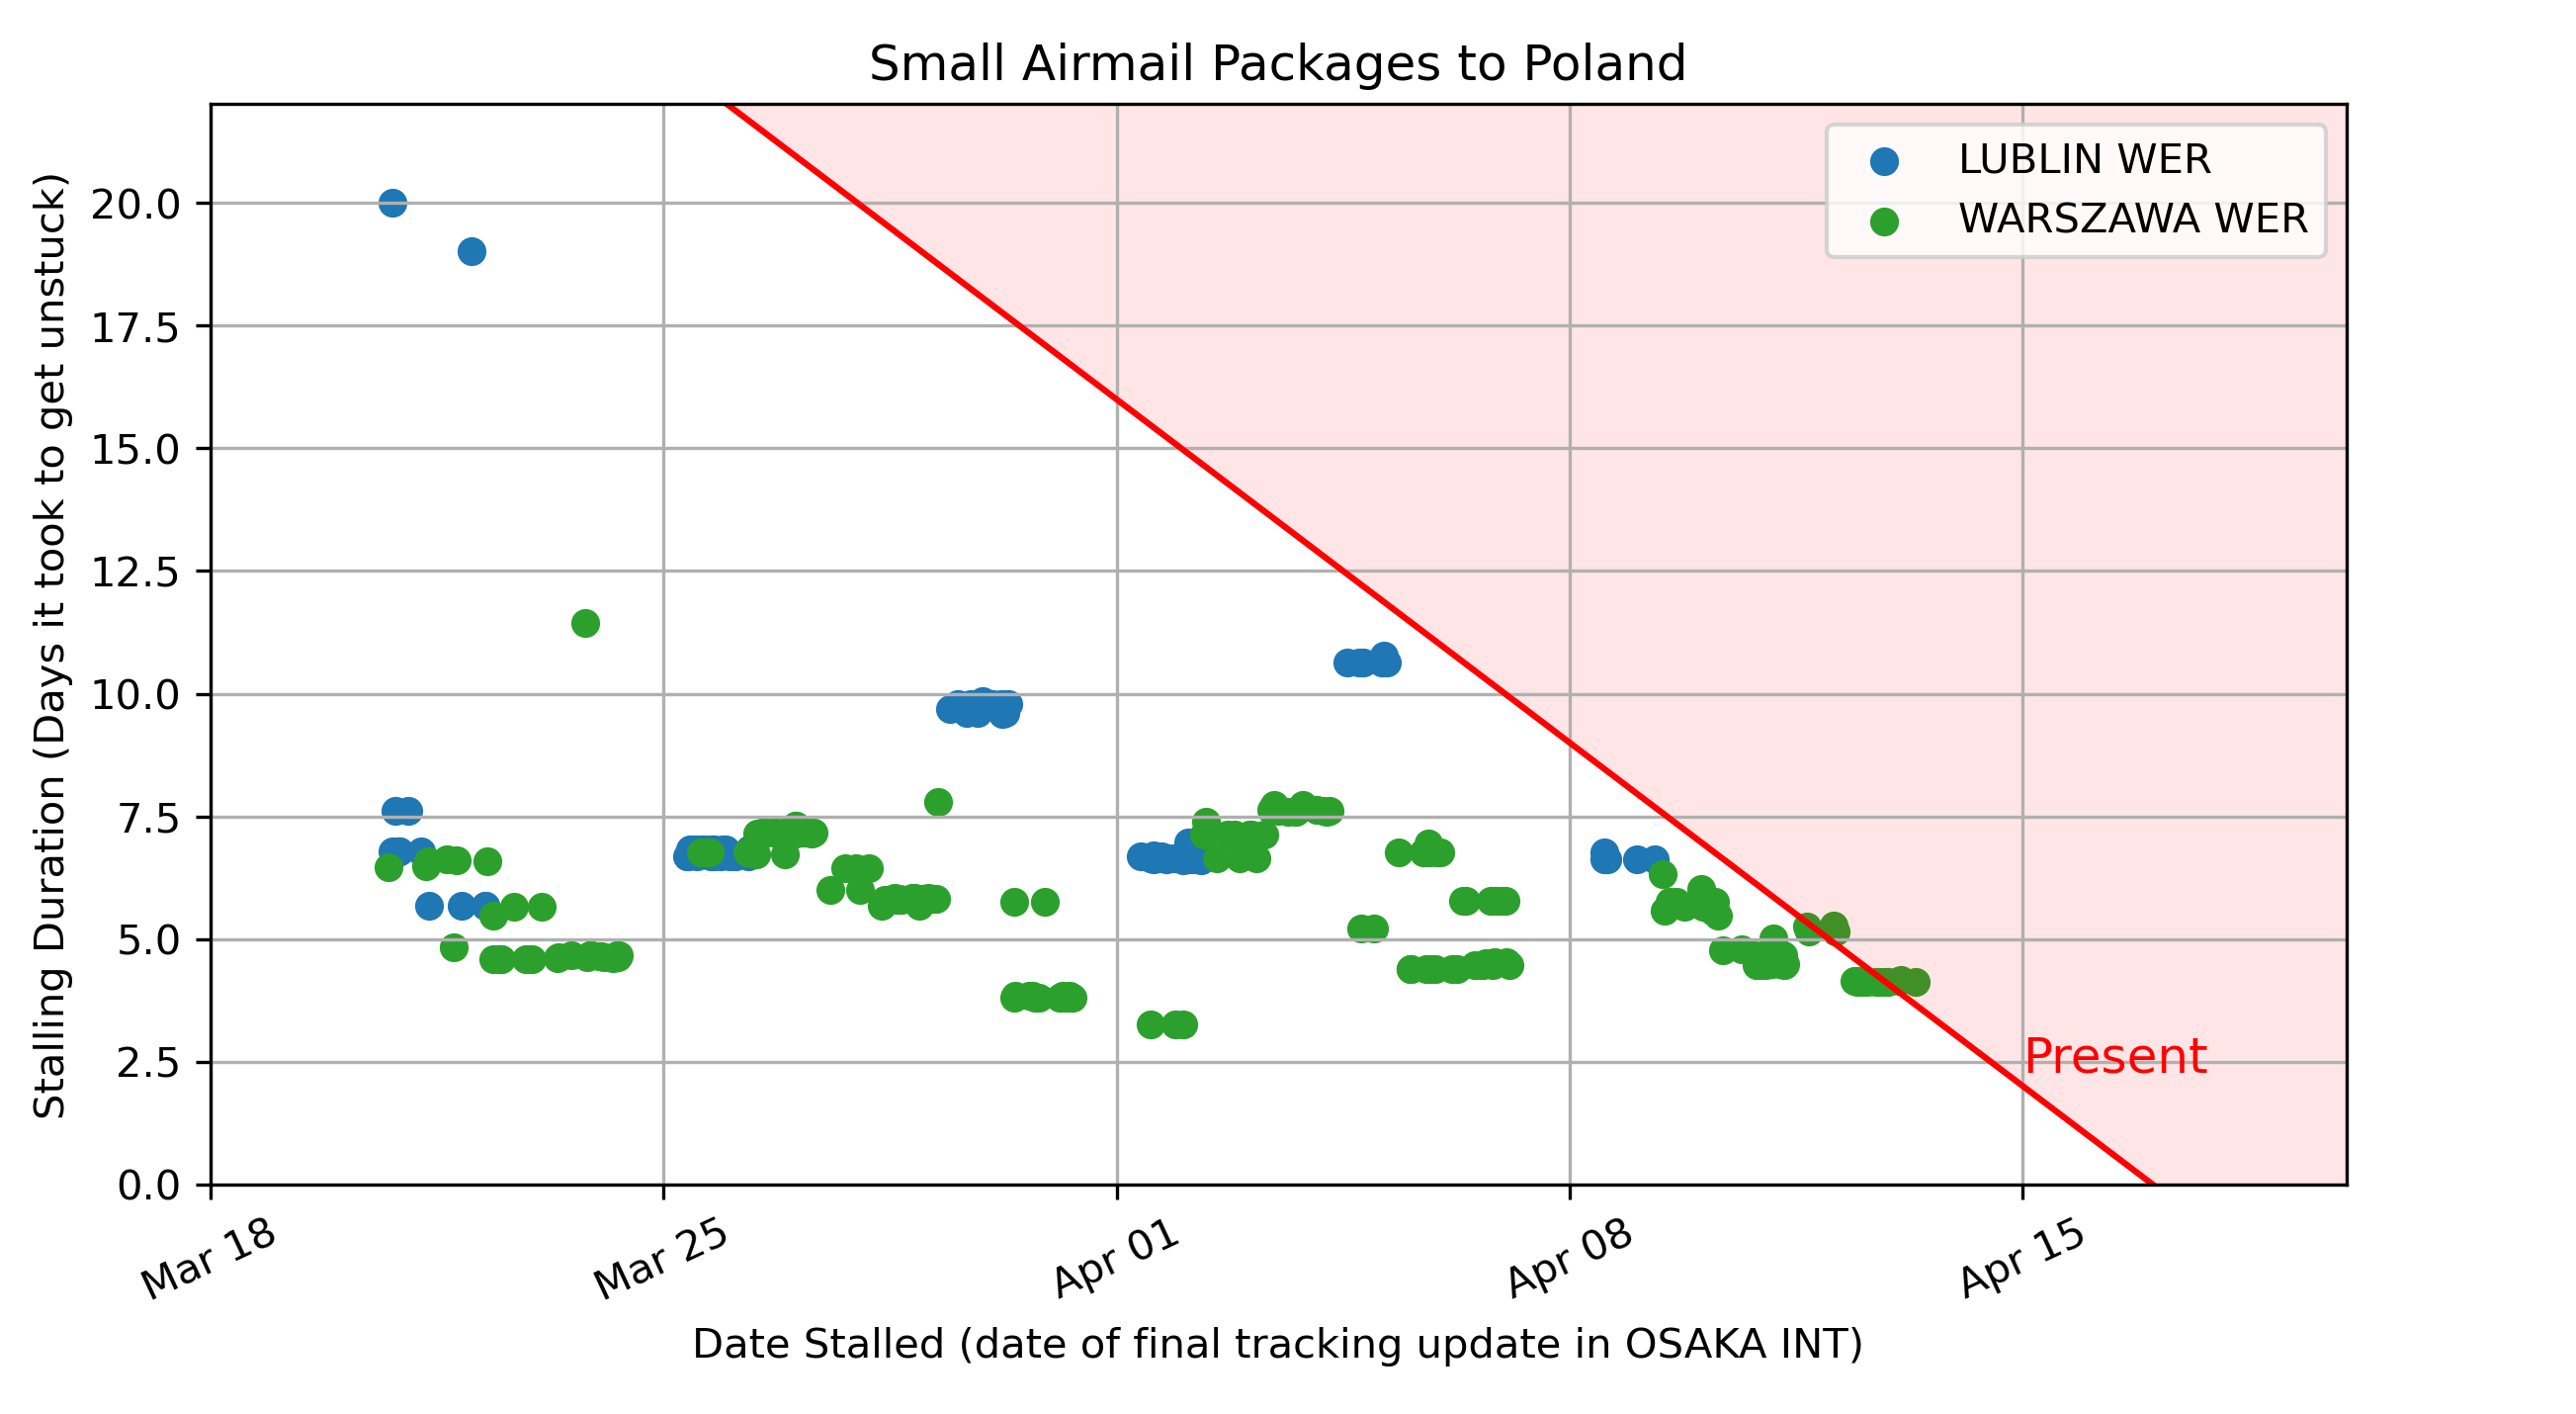 Small Airmail Packages to Poland
LUBLIN WER
WARSZAWA WER
Stalling Duration (Days it took to get unstuck)
20.0
17.5
15.0
12.5
10.0
7.5
5.0
2.5
0.0
Present
Mar 18
Mar 25
Apr 01
Apr 08
Apr 15
Date Stalled (date of final tracking update in OSAKA INT)